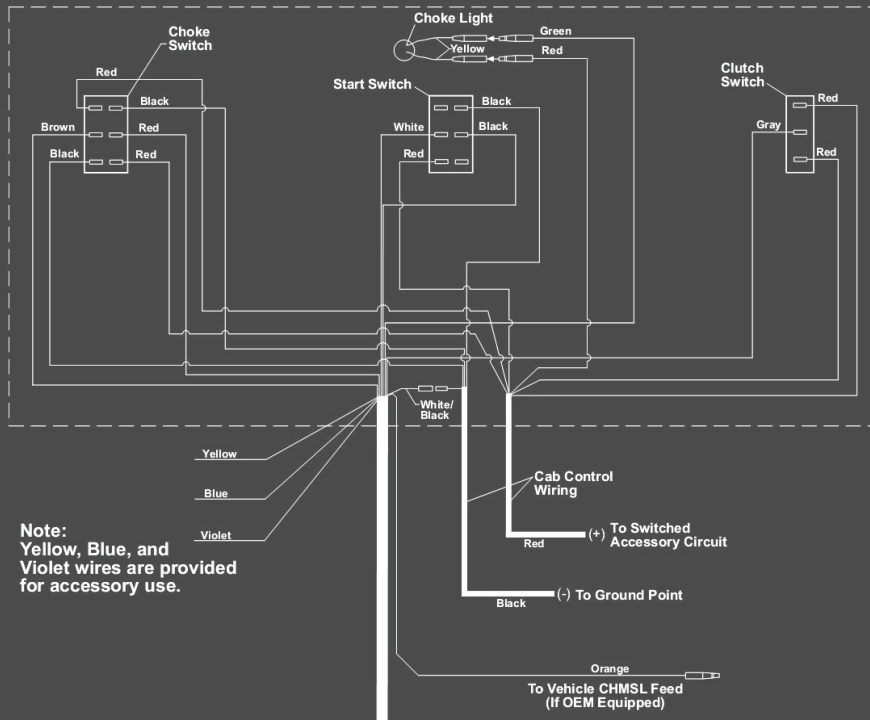 Choke Light
Green
Yellow
Red
Choke
Switch
Red
Black
Brown
Red
Black
Red
Start Switch
Black
White
Black
Red
Clutch
Switch
Red
Gray
Red
White/
Black
Yellow
Blue
Violet
Note:
Yellow, Blue, and
Violet wires are provided
for accessory use.
Cab Control
Wiring
Red
(+) To Switched
Accessory Circuit
Black
(-) To Ground Point
Orange
To Vehicle CHMSL Feed
(If OEM Equipped)